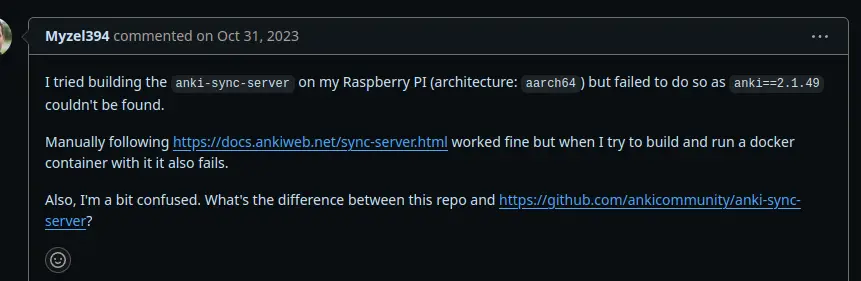 Myzel394 commented on Oct 31, 2023
I tried building the anki-sync-server on my Raspberry PI (architecture: aarch64) but failed to do so as anki==2.1.49
couldn't be found.
Manually following https://docs.ankiweb.net/sync-server.html worked fine but when I try to build and run a docker
container with it it also fails.
Also, I'm a bit confused. What's the difference between this repo and https://github.com/ankicommunity/anki-sync-
server?